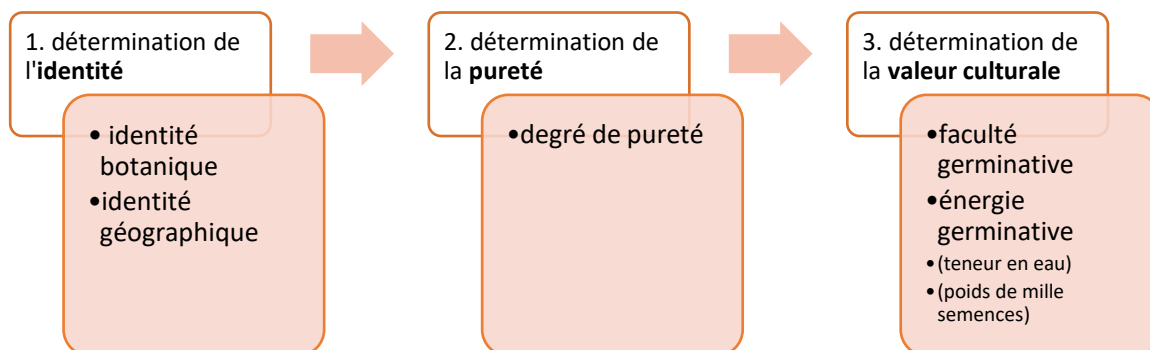 1. détermination de
l'identité
• identité
botanique
•identité
géographique
2. détermination de
la pureté
•degré de pureté
3. détermination de
la valeur culturale
•faculté
germinative
•énergie
germinative
•(teneur en eau)
•(poids de mille
semences)